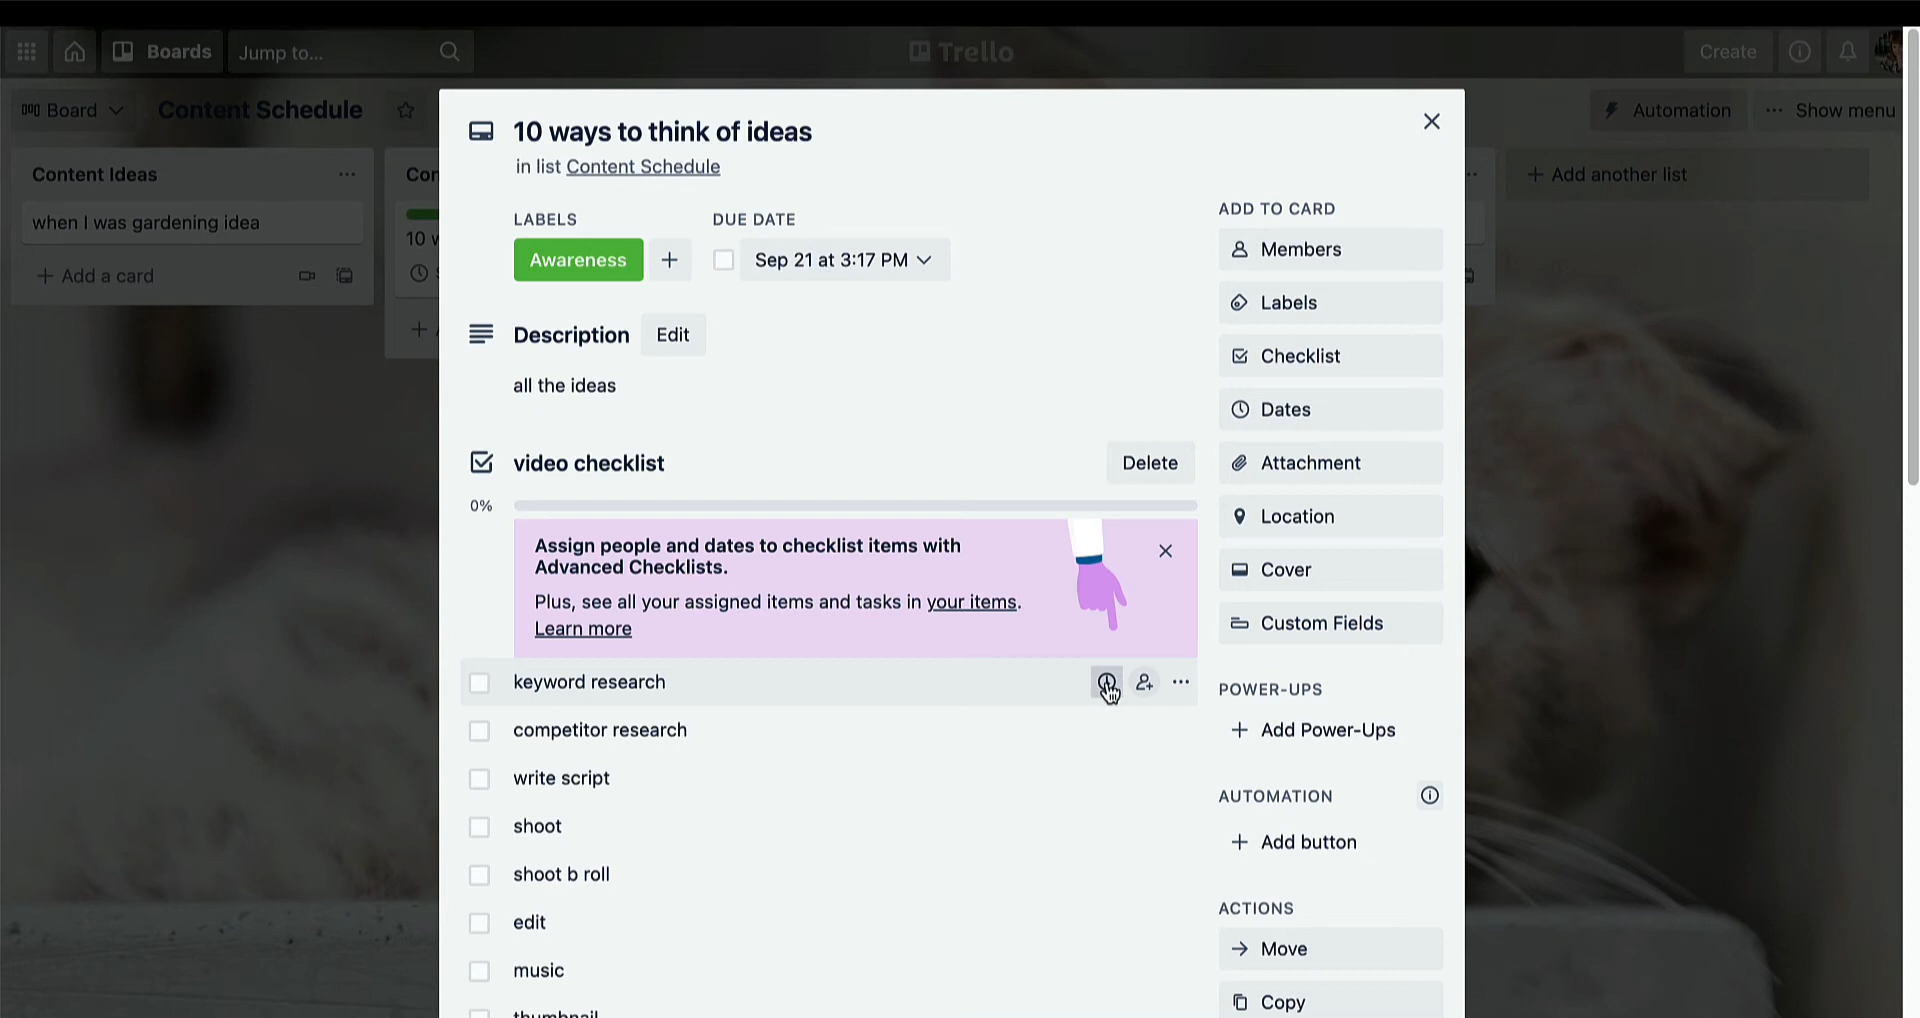 Boards
Jump to...
Trello
Create
Board
Content Schedule
Automation
... Show menu
Content Ideas
...
when I was gardening idea
+ Add a card
10
+ Add another list
10 ways to think of ideas
in list Content Schedule
LABELS
DUE DATE
Awareness
+
Sep 21 at 3:17 PM
Description
Edit
all the ideas
video checklist
Delete
0%
Assign people and dates to checklist items with
Advanced Checklists.
Plus, see all your assigned items and tasks in your items.
Learn more
keyword research
...
competitor research
write script
shoot
shoot b roll
edit
music
thumbnail
ADD TO CARD
Members
Labels
Checklist
Dates
Attachment
Location
Cover
Custom Fields
POWER-UPS
+ Add Power-Ups
AUTOMATION
+ Add button
ACTIONS
→ Move
Copy